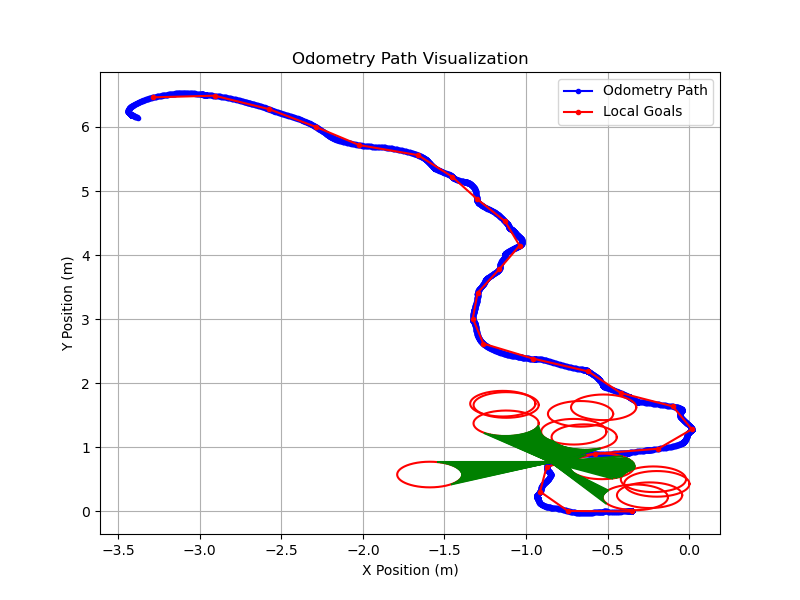 Odometry Path Visualization
Odometry Path
Local Goals
Y Position (m)
6
5
4
3
2
1
0
−3.5 −3.0 −2.5 −2.0 −1.5 −1.0 −0.5 0.0
X Position (m)